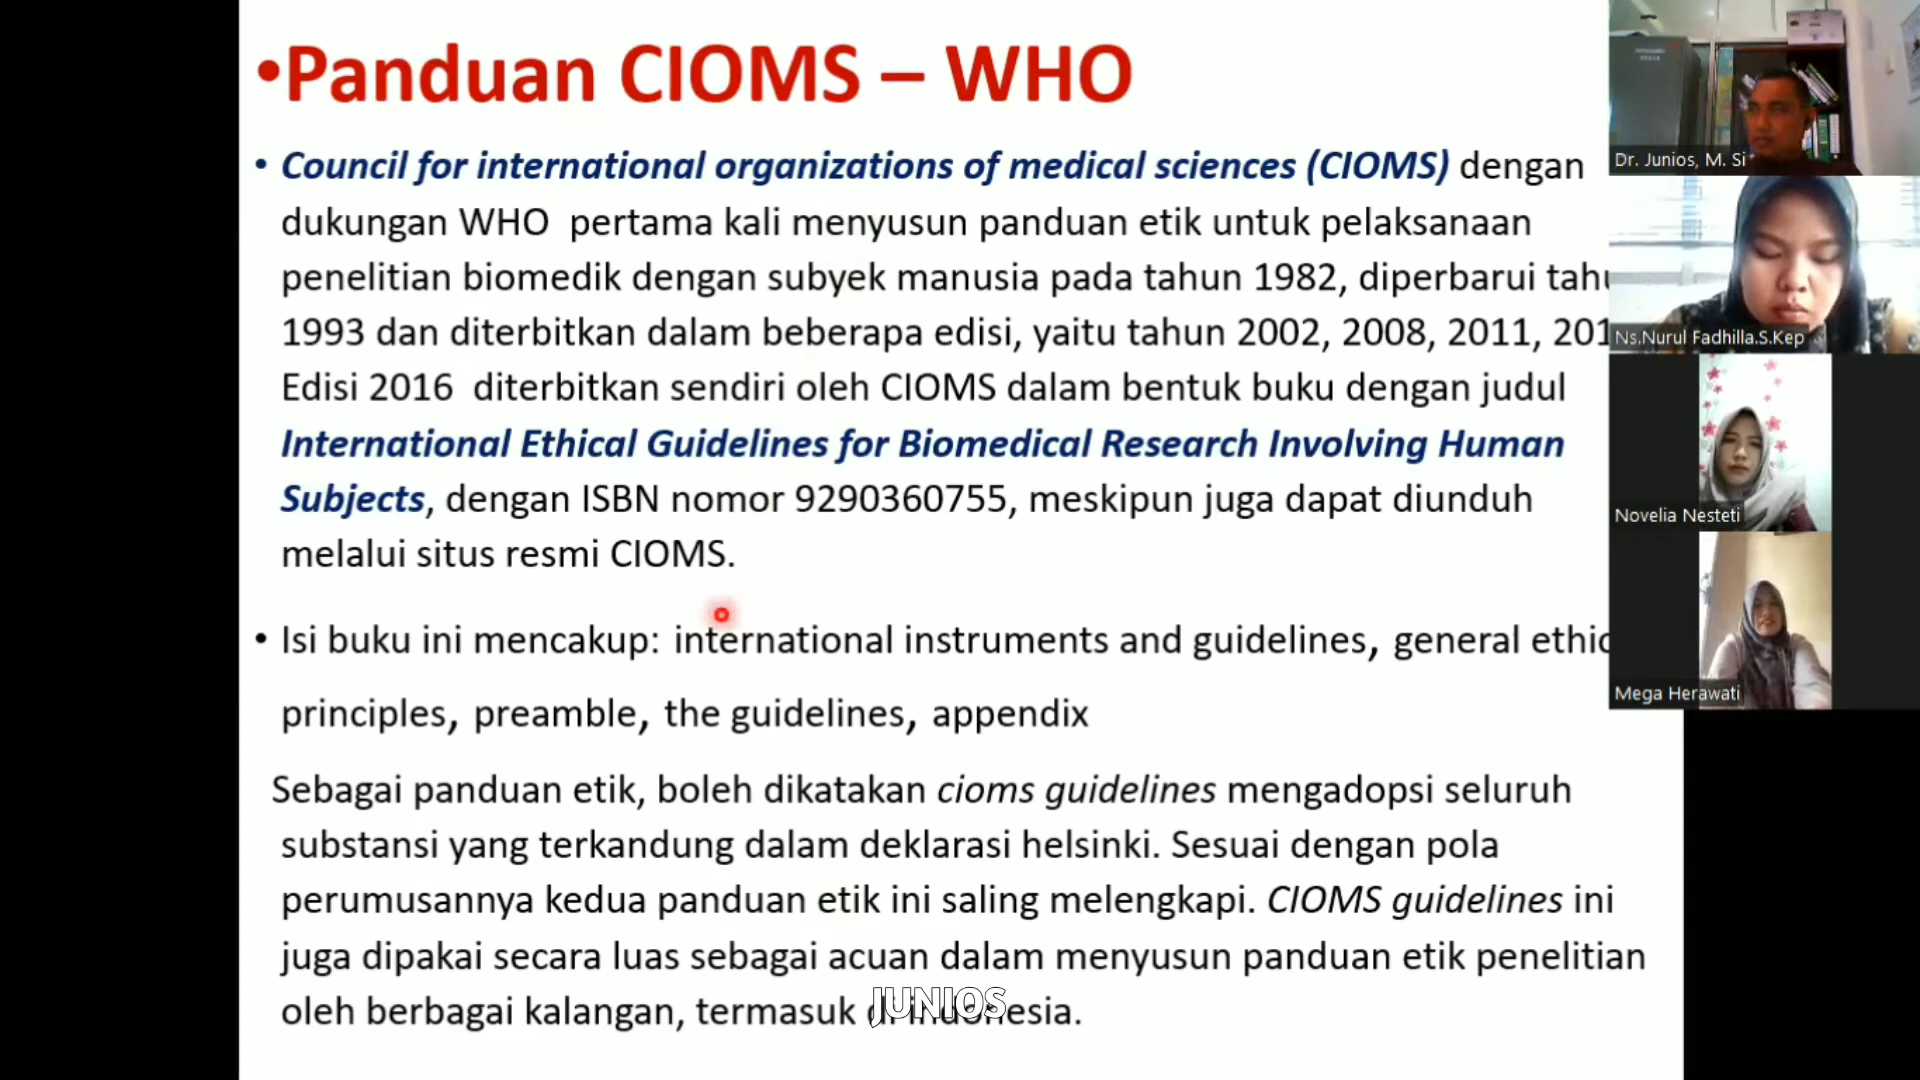 •Panduan CIOMS – WHO
• Council for international organizations of medical sciences (CIOMS) dengan
dukungan WHO pertama kali menyusun panduan etik untuk pelaksanaan
penelitian biomedik dengan subyek manusia pada tahun 1982, diperbarui
1993 dan diterbitkan dalam beberapa edisi, yaitu tahun 2002, 2008, 2011,
Edisi 2016 diterbitkan sendiri oleh CIOMS dalam bentuk buku dengan judul
International Ethical Guidelines for Biomedical Research Involving Human
Subjects, dengan ISBN nomor 9290360755, meskipun juga dapat diunduh
melalui situs resmi CIOMS.
• Isi buku ini mencakup: international instruments and guidelines, general
principles, preamble, the guidelines, appendix
Sebagai panduan etik, boleh dikatakan cioms guidelines mengadopsi seluruh
substansi yang terkandung dalam deklarasi helsinki. Sesuai dengan pola
perumusannya kedua panduan etik ini saling melengkapi. CIOMS guidelines ini
juga dipakai secara luas sebagai acuan dalam menyusun panduan etik penelitian
oleh berbagai kalangan, termasuk di indonesia.
JUNIOS
Dr. Junios, M. Si
Ns.Nurul Fadhilla.S.Kep
Novelia Nesteti
Mega Herawati